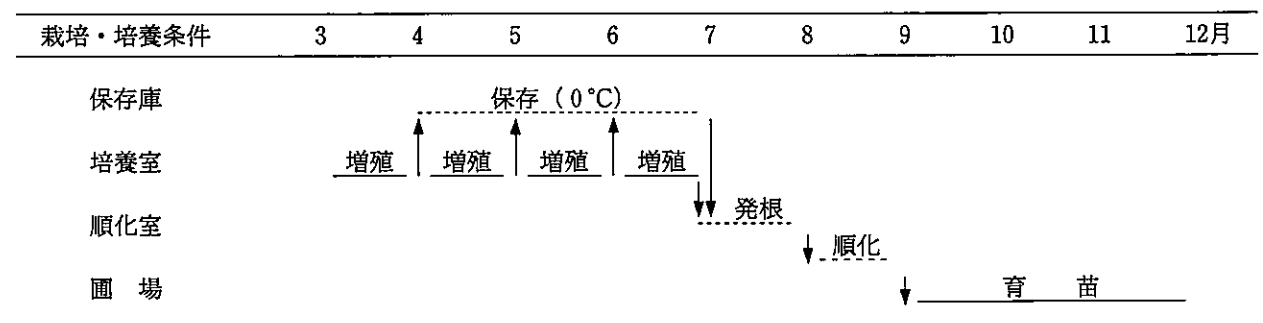 栽培・培養条件 3 4 5 6 7 8 9 10 11 12月
保存庫 保存(0℃)
培養室 増殖 増殖 増殖 増殖
順化室 発根
順化
圃場 育苗